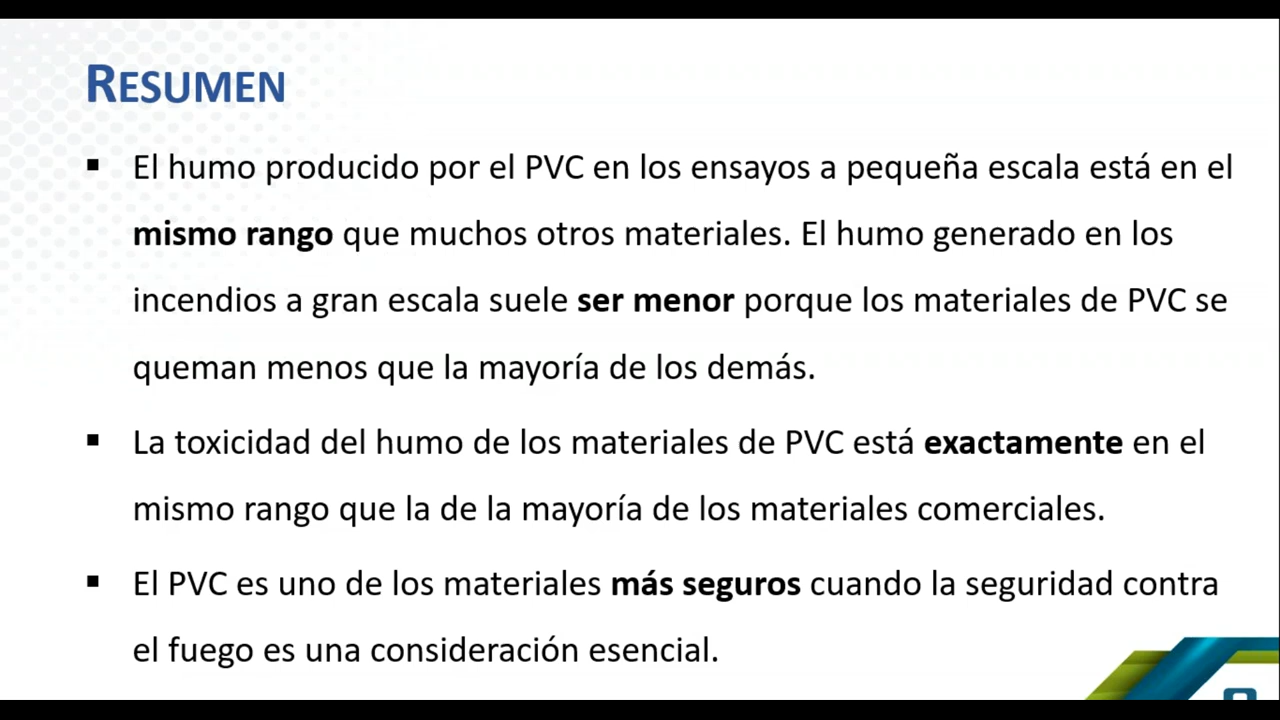 RESUMEN
▪ El humo producido por el PVC en los ensayos a pequeña escala está en el
mismo rango que muchos otros materiales. El humo generado en los
incendios a gran escala suele ser menor porque los materiales de PVC se
queman menos que la mayoría de los demás.
▪ La toxicidad del humo de los materiales de PVC está exactamente en el
mismo rango que la de la mayoría de los materiales comerciales.
▪ El PVC es uno de los materiales más seguros cuando la seguridad contra
el fuego es una consideración esencial.